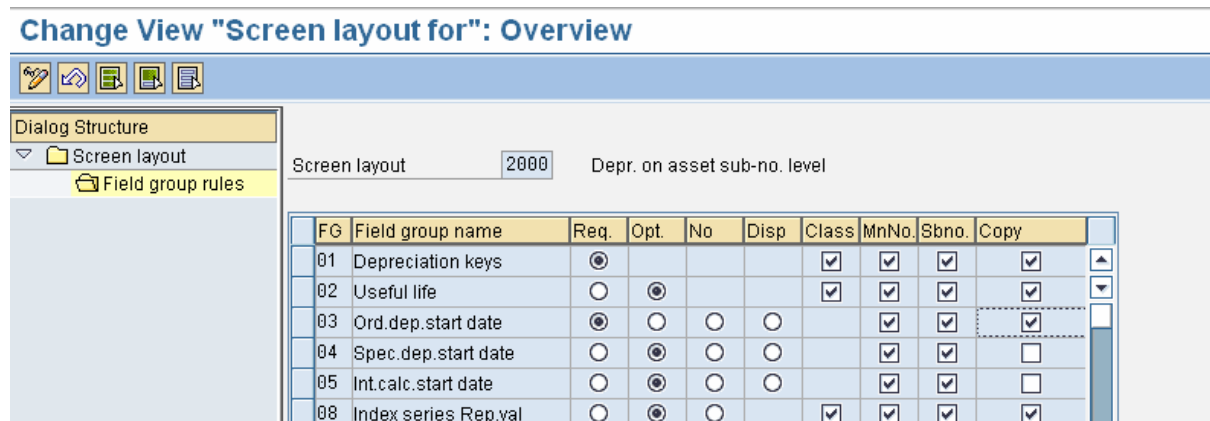 Change View "Screen layout for": Overview
Dialog Structure
Screen layout
Field group rules
Screen layout 2000 Depr. on asset sub-no. level
FG Field group name Req. Opt. No Disp Class MnNo. Sbno. Copy
01 Depreciation keys
02 Useful life
03 Ord.dep.start date
04 Spec.dep.start date
05 Int.calc.start date
08 Index series Rep.val